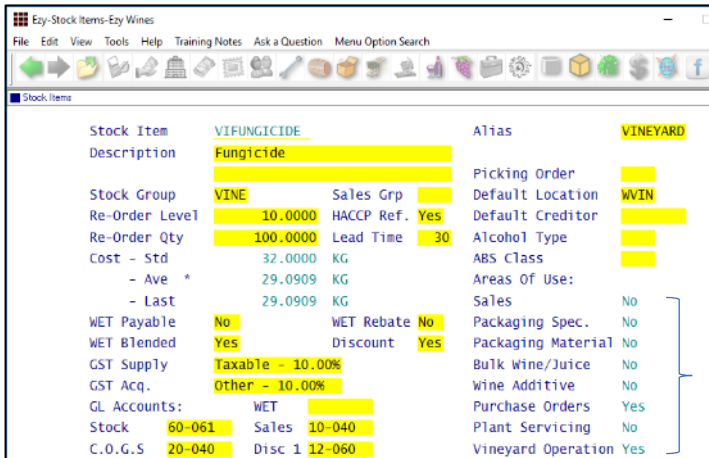 Ezy-Stock Items-Ezy Wines
File Edit View Tools Help Training Notes Ask a Question Menu Option Search
Stock Items
Stock Item VIFUNGICIDE Alias VINEYARD
Description Fungicide
Picking Order
Stock Group VINE Sales Grp Default Location WVIN
Re-Order Level 10.0000 HACCP Ref. Yes Default Creditor
Re-Order Qty 100.0000 Lead Time 30 Alcohol Type
Cost - Std 32.0000 KG ABS Class
- Ave * 29.0909 KG Areas Of Use:
- Last 29.0909 KG Sales No
WET Payable No WET Rebate No Packaging Spec. No
WET Blended Yes Discount Yes Packaging Material No
GST Supply Taxable - 10.00% Bulk Wine/Juice No
GST Acq. Other - 10.00% Wine Additive No
GL Accounts: WET Purchase Orders Yes
Stock 60-061 Sales 10-040 Plant Servicing No
C.O.G.S 20-040 Disc 1 12-060 Vineyard Operation Yes